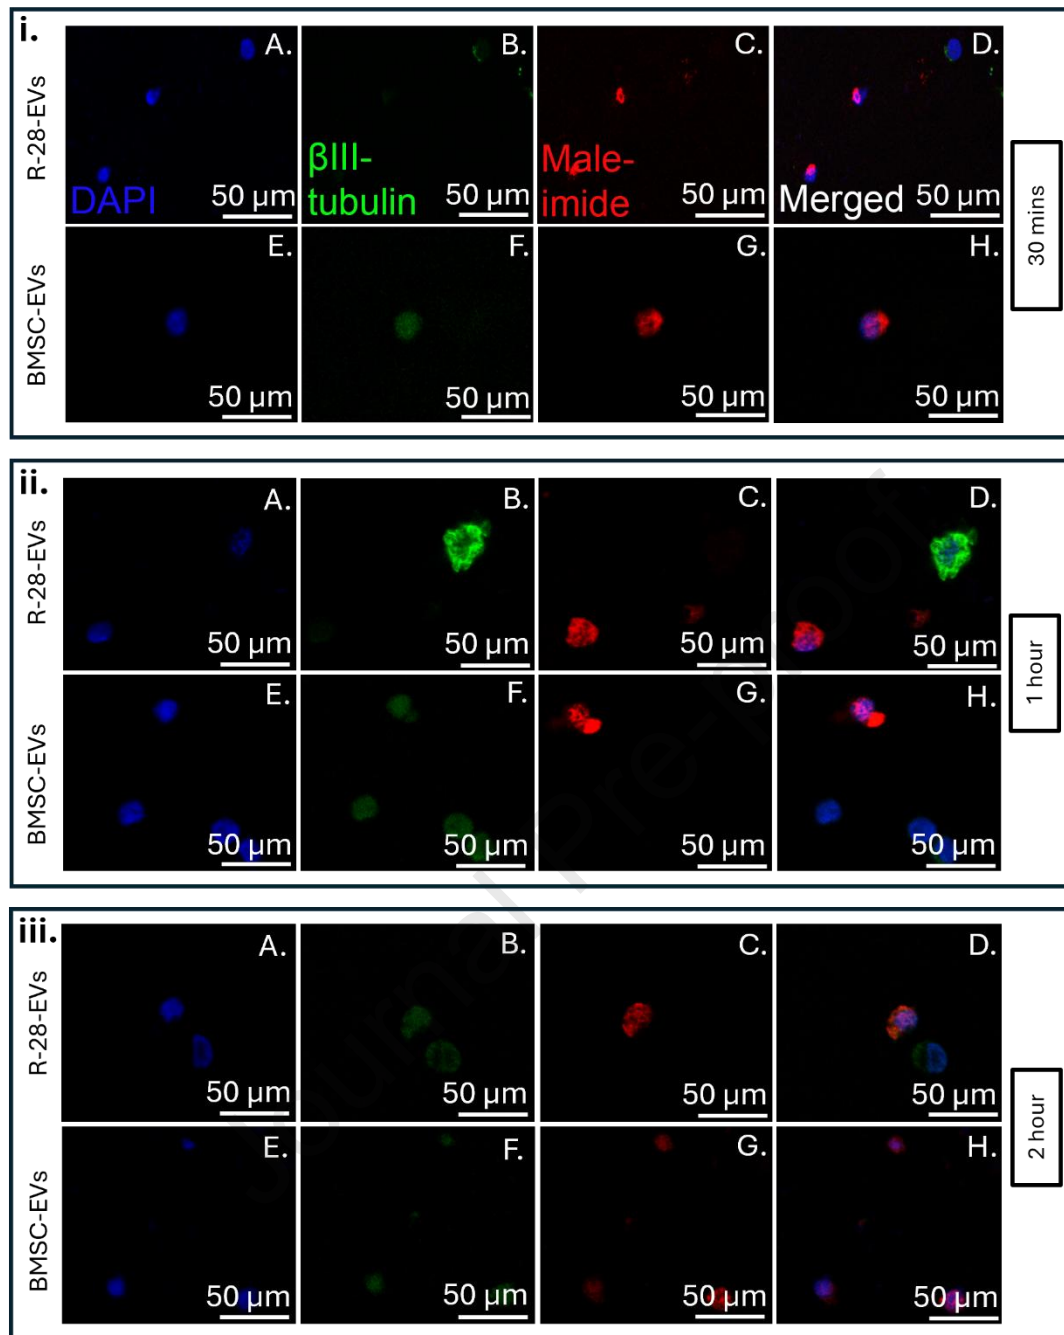 i.
R-28-EVs
A.
DAPI
50 µm
B.
βIII-
tubulin
50 µm
C.
Male-
imide
50 µm
D.
Merged
50 µm
30 mins
BMSC-EVs
E.
50 µm
F.
50 µm
G.
50 µm
H.
50 µm
ii.
R-28-EVs
A.
50 µm
B.
50 µm
C.
50 µm
D.
50 µm
1 hour
BMSC-EVs
E.
50 µm
F.
50 µm
G.
50 µm
H.
50 µm
iii.
R-28-EVs
A.
50 µm
B.
50 µm
C.
50 µm
D.
50 µm
2 hour
BMSC-EVs
E.
50 µm
F.
50 µm
G.
50 µm
H.
50 µm
Journal Pre-proof